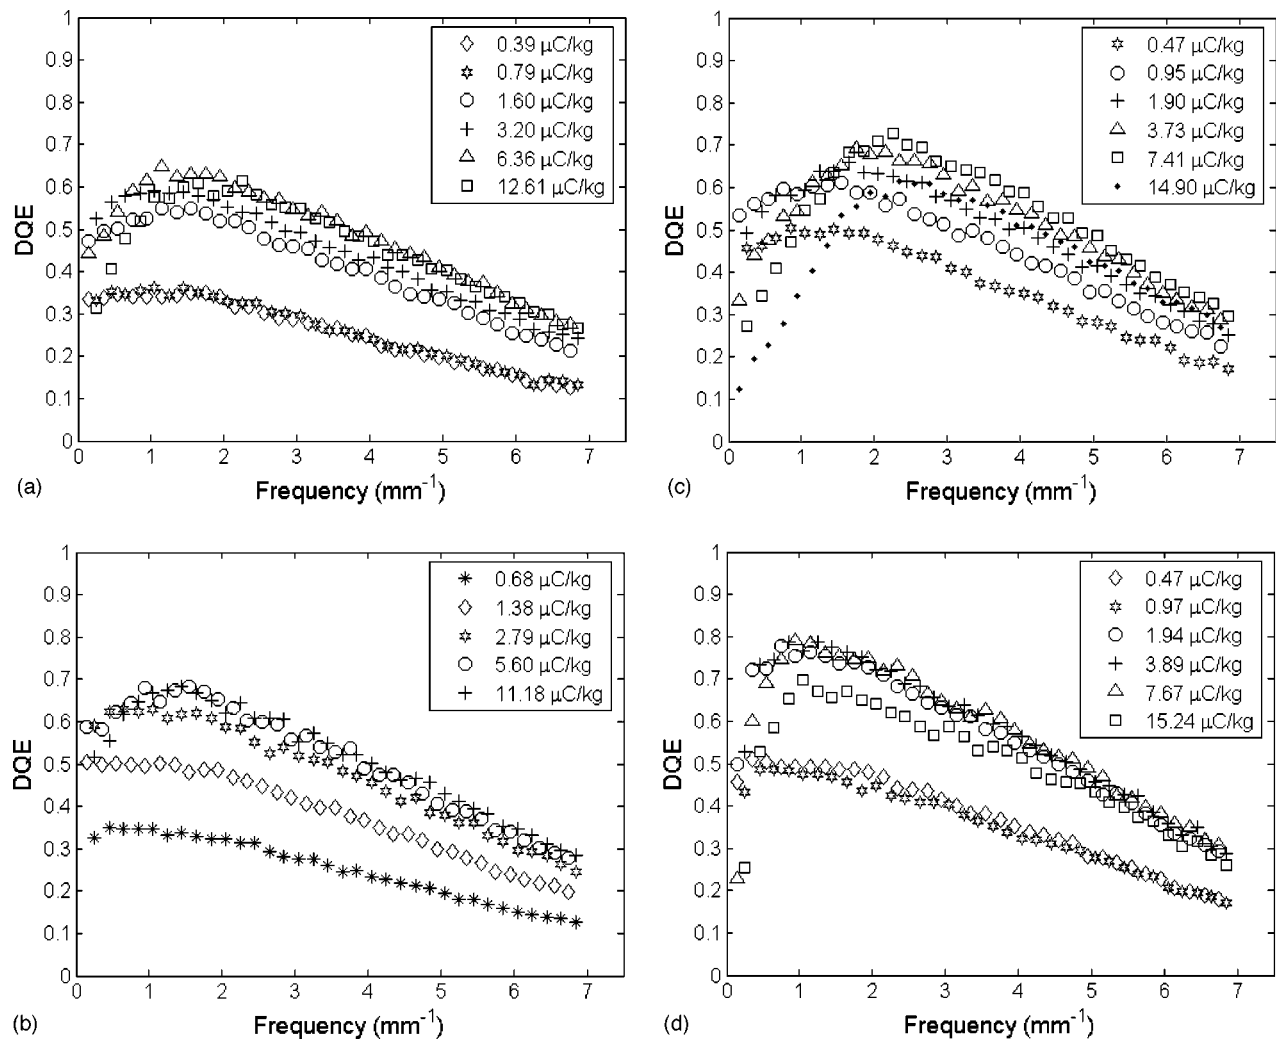 1
0.9
0.8
0.7
0.6
0.5
0.4
0.3
0.2
0.1
0
DQE
0.39 µC/kg
0.79 µC/kg
1.60 µC/kg
3.20 µC/kg
6.36 µC/kg
12.61 µC/kg
0 1 2 3 4 5 6 7
Frequency (mm⁻¹)
(a)
1
0.9
0.8
0.7
0.6
0.5
0.4
0.3
0.2
0.1
0
DQE
0.47 µC/kg
0.95 µC/kg
1.90 µC/kg
3.73 µC/kg
7.41 µC/kg
14.90 µC/kg
0 1 2 3 4 5 6 7
Frequency (mm⁻¹)
(c)
1
0.9
0.8
0.7
0.6
0.5
0.4
0.3
0.2
0.1
0
DQE
0.68 µC/kg
1.38 µC/kg
2.79 µC/kg
5.60 µC/kg
11.18 µC/kg
0 1 2 3 4 5 6 7
Frequency (mm⁻¹)
(b)
1
0.9
0.8
0.7
0.6
0.5
0.4
0.3
0.2
0.1
0
DQE
0.47 µC/kg
0.97 µC/kg
1.94 µC/kg
3.89 µC/kg
7.67 µC/kg
15.24 µC/kg
0 1 2 3 4 5 6 7
Frequency (mm⁻¹)
(d)